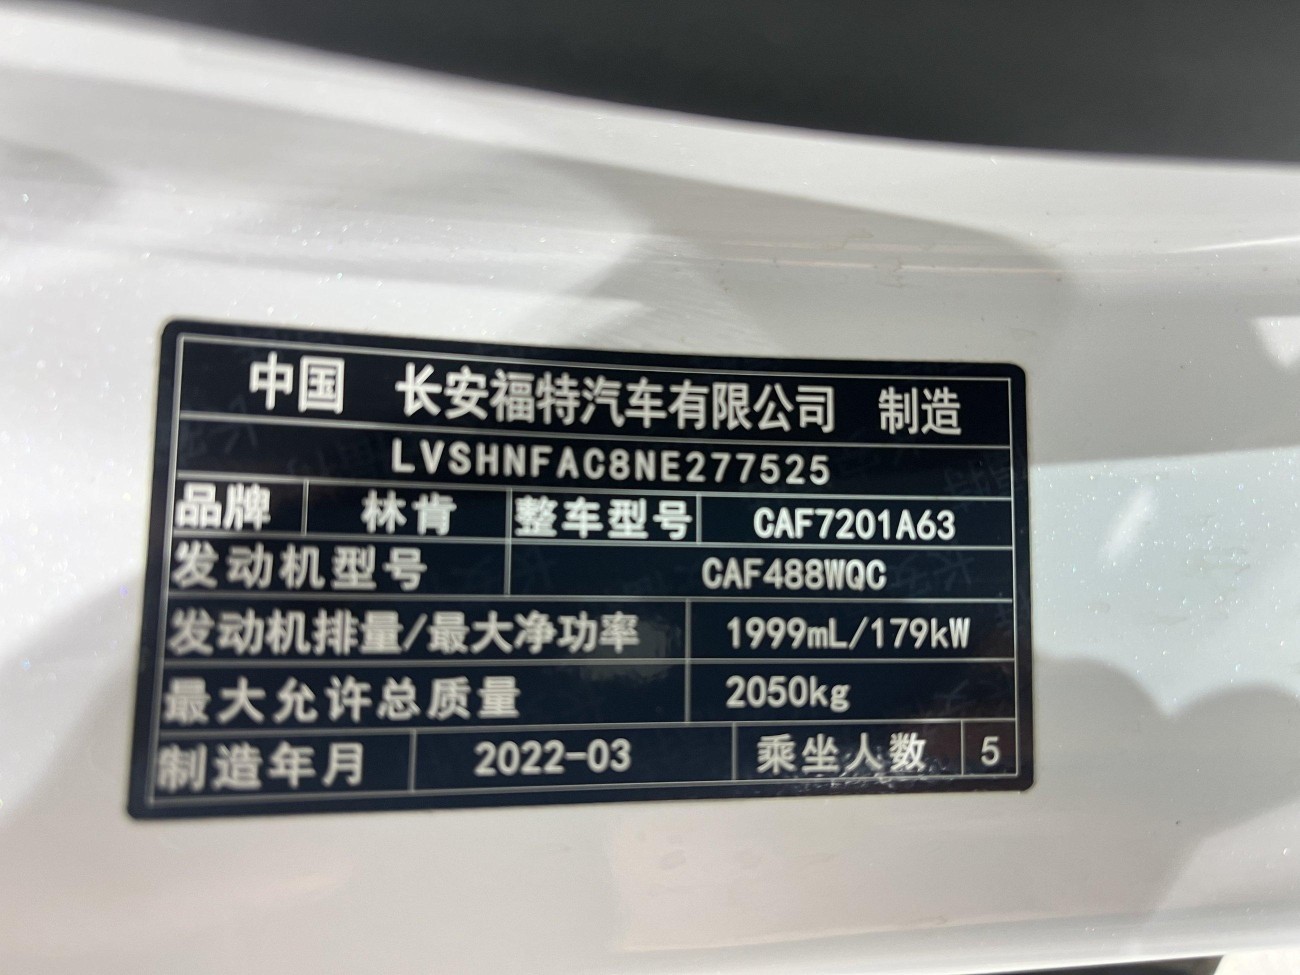 中国 长安福特汽车有限公司 制造
LVSHNFAC8NE277525
品牌 林肯 整车型号 CAF7201A63
发动机型号 CAF488WQC
发动机排量/最大净功率 1999mL/179kW
最大允许总质量 2050kg
制造年月 2022-03 乘坐人数 5